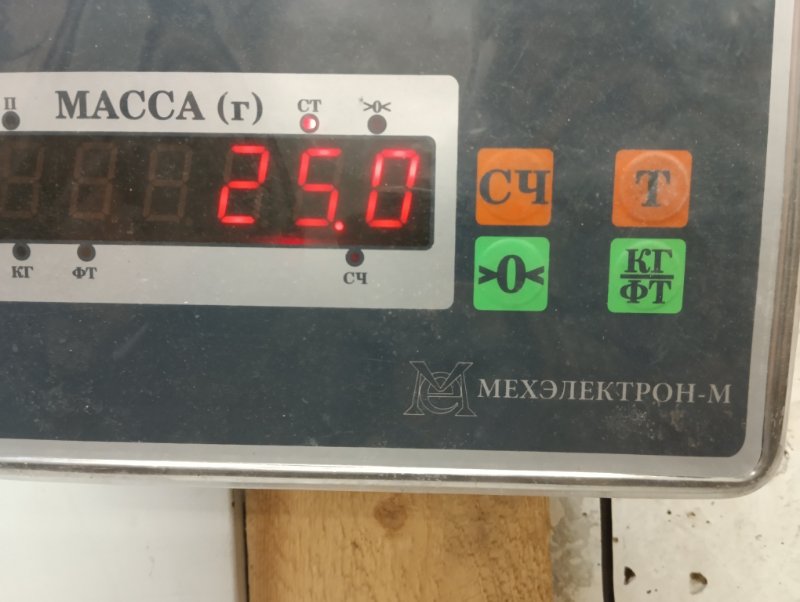 П МАССА (г) СТ >0<
25.0
КГ ФТ СЧ
СЧ Т
>0< КГ
ФТ
МЕХЭЛЕКТРОН-М